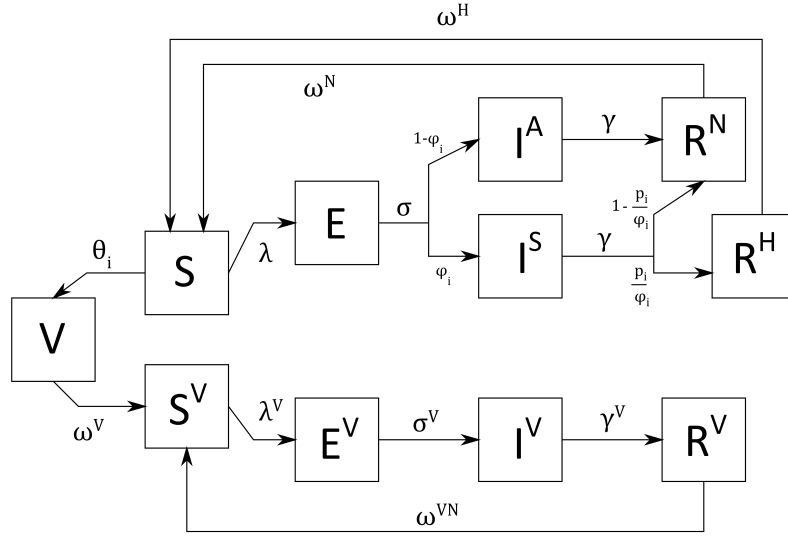 ω^H
ω^N
1-φ_i
I^A
γ
R^N
σ
E
θ_i
S
λ
φ_i
I^S
γ
1-p_i/φ_i
p_i/φ_i
R^H
V
ω^V
S^V
λ^V
E^V
σ^V
I^V
γ^V
R^V
ω^VN